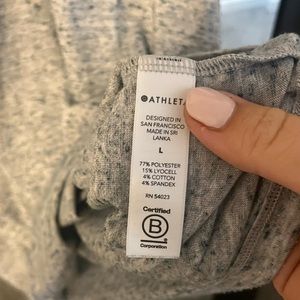 ATHLETA
DESIGNED IN
SAN FRANCISCO
MADE IN SRI
LANKA
L
77% POLYESTER
15% LYOCELL
4% COTTON
4% SPANDEX
RN 54023
Certified
B
Corporation